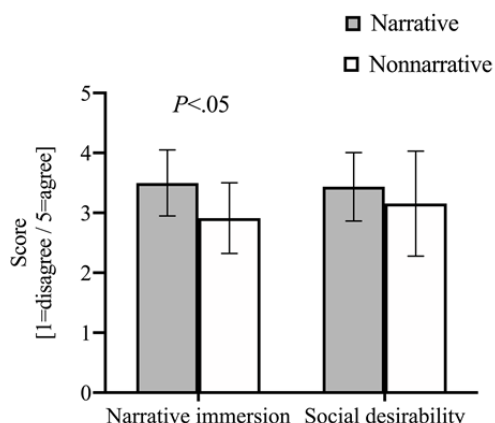 Narrative
Nonnarrative
P<.05
Score
[1=disagree / 5=agree]
5
4
3
2
1
0
Narrative immersion
Social desirability